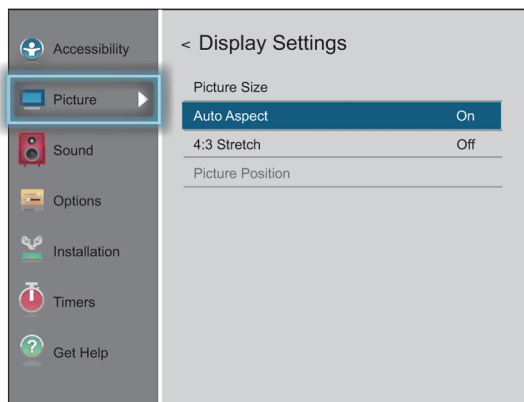 Accessibility
Picture
Sound
Options
Installation
Timers
Get Help
< Display Settings
Picture Size
Auto Aspect On
4:3 Stretch Off
Picture Position